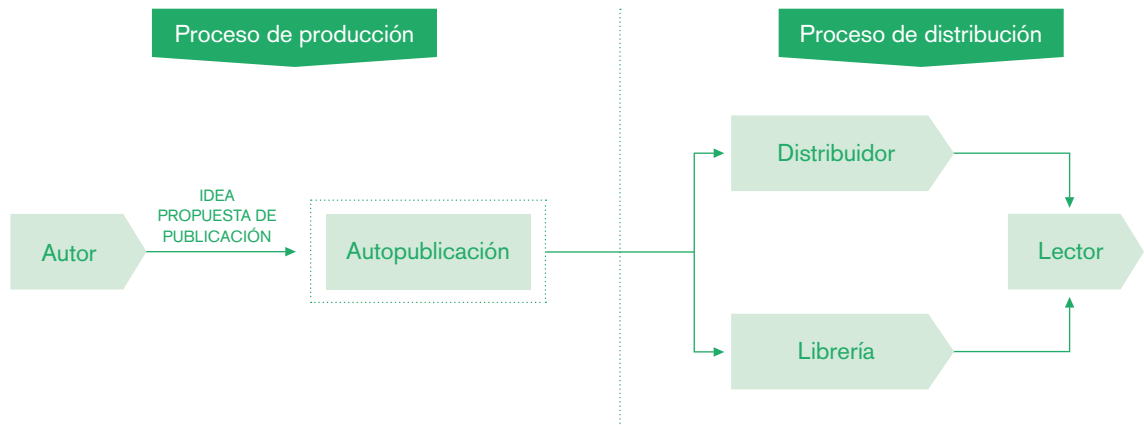 Proceso de producción
Proceso de distribución
Autor
IDEA
PROPUESTA DE
PUBLICACIÓN
Autopublicación
Distribuidor
Librería
Lector